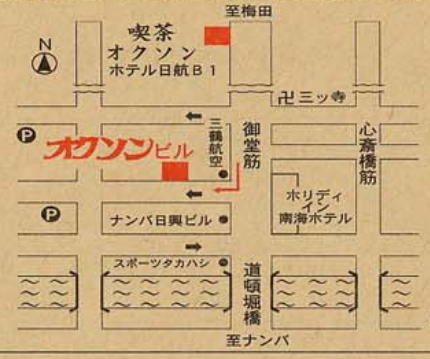 至梅田
喫茶
オクソン
ホテル日航B1
N
卍三ッ寺
P
オクソンビル
三鶴航空
御堂筋
心斎橋筋
P
ナンバ日興ビル
ホリディ
イン
南海ホテル
スポーツタカハシ
道頓堀橋
至ナンバ